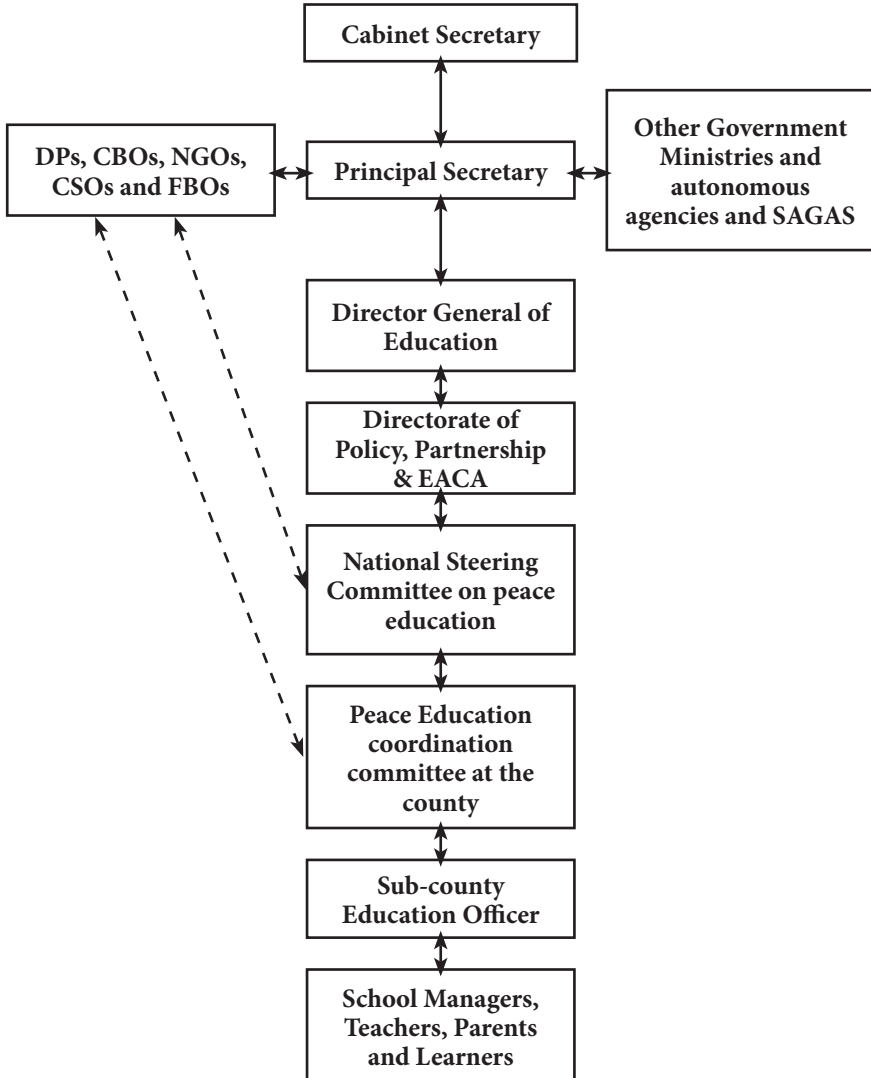 Cabinet Secretary
DPs, CBOs, NGOs,
CSOs and FBOs
Principal Secretary
Other Government
Ministries and
autonomous
agencies and SAGAS
Director General of
Education
Directorate of
Policy, Partnership
& EACA
National Steering
Committee on peace
education
Peace Education
coordination
committee at the
county
Sub-county
Education Officer
School Managers,
Teachers, Parents
and Learners